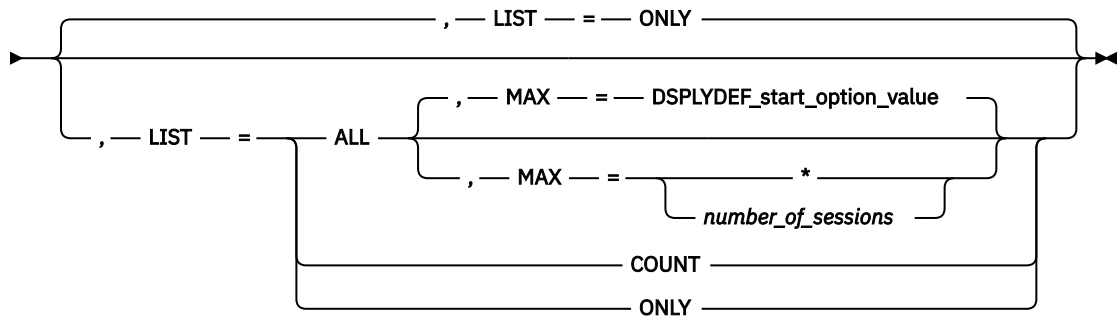 , LIST = ONLY
, MAX = DSPLYDEF_start_option_value
, LIST = ALL
, MAX = *
number_of_sessions
COUNT
ONLY